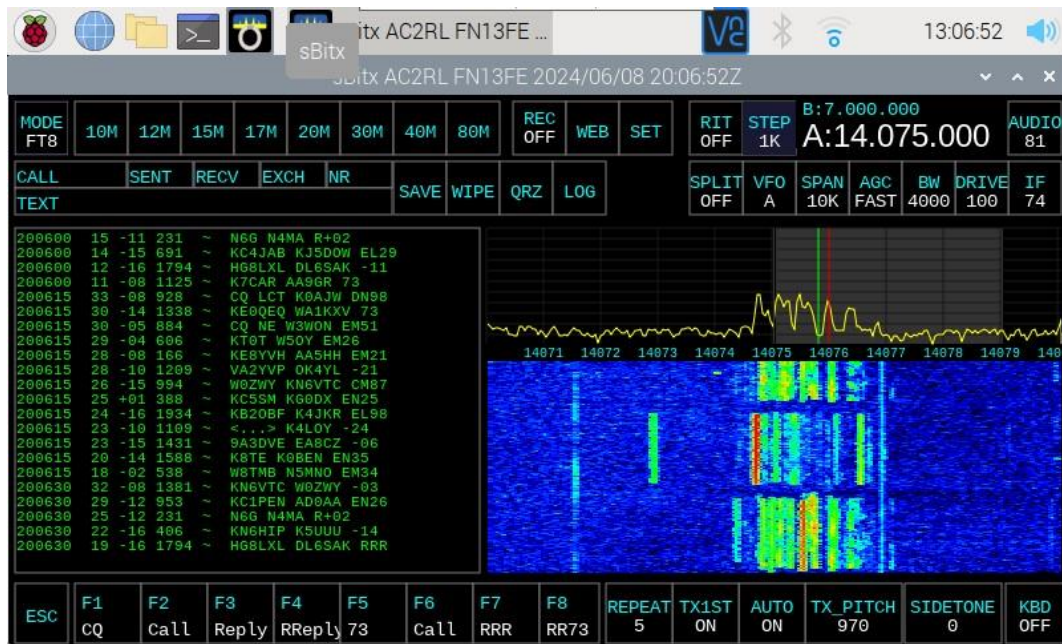 itx AC2RL FN13FE ...
V2
13:06:52
sBitx
sBitx AC2RL FN13FE 2024/06/08 20:06:52Z
MODE FT8
10M 12M 15M 17M 20M 30M 40M 80M
REC OFF
WEB SET
RIT OFF
STEP 1K
B:7.000.000
A:14.075.000
AUDIO 81
CALL SENT RECV EXCH NR
TEXT
SAVE WIPE QRZ LOG
SPLIT OFF
VFO A
SPAN 10K
AGC FAST
BW 4000
DRIVE 100
IF 74
200600 15 -11 231 ~ N6G N4MA R+02
200600 14 -15 691 ~ KC4JAB KJ5DOW EL29
200600 12 -16 1794 ~ HG8LXL DL6SAK -11
200600 11 -08 1125 ~ K7CAR AA9GR 73
200615 33 -08 928 ~ CQ LCT K0AJW DN98
200615 30 -14 1338 ~ KE0QEQ WA1KXV 73
200615 30 -05 884 ~ CQ NE W3WON EM51
200615 29 -04 606 ~ KT0T W5OY EM26
200615 28 -08 166 ~ KE8YVH AA5HH EM21
200615 28 -10 1209 ~ VA2YVP OK4YL -21
200615 26 -15 994 ~ W0ZWY KN6VTC CM87
200615 25 +01 388 ~ KC5SM KG0DX EN25
200615 24 -16 1934 ~ KB2OBF K4JKR EL98
200615 23 -10 1109 ~ <...> K4LOY -24
200615 23 -15 1431 ~ 9A3DVE EA8CZ -06
200615 20 -14 1588 ~ K8TE K0BEN EN35
200615 18 -02 538 ~ W8TMB N5MNO EM34
200630 32 -08 1381 ~ KN6VTC W0ZWY -03
200630 29 -12 953 ~ KC1PEN AD0AA EN26
200630 25 -12 231 ~ N6G N4MA R+02
200630 22 -16 406 ~ KN6HIP K5UUU -14
200630 19 -16 1794 ~ HG8LXL DL6SAK RRR
14071 14072 14073 14074 14075 14076 14077 14078 14079 140
ESC
F1 CQ
F2 Call
F3 Reply
F4 RReply
F5 73
F6 Call
F7 RRR
F8 RR73
REPEAT 5
TX1ST ON
AUTO ON
TX_PITCH 970
SIDETONE 0
KBD OFF